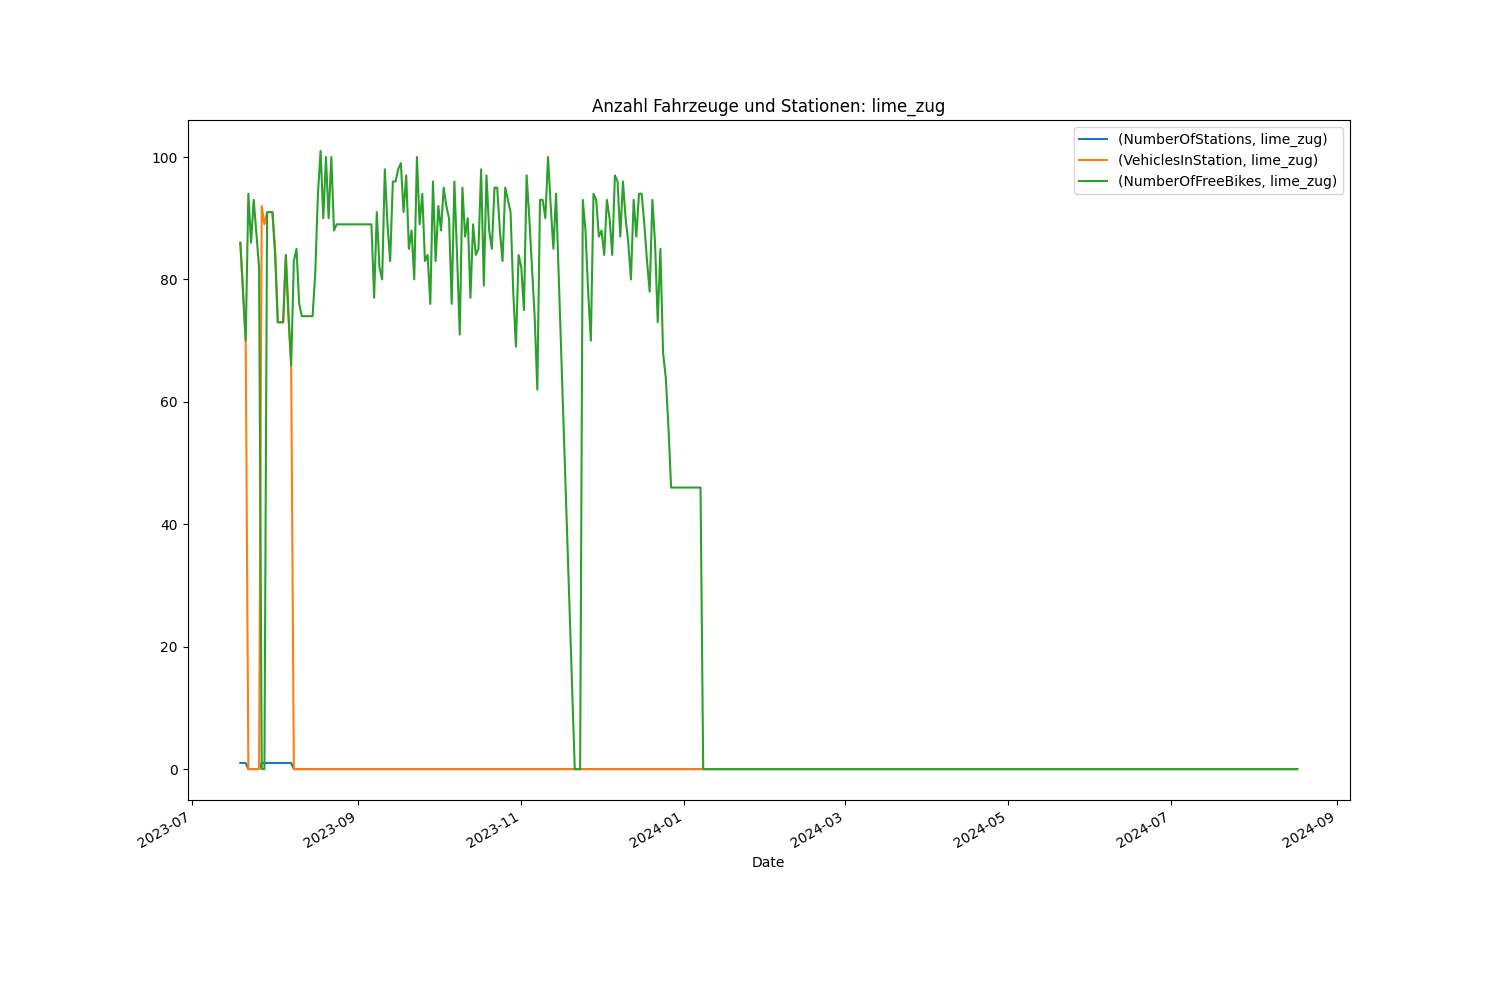 Anzahl Fahrzeuge und Stationen: lime_zug
(NumberOfStations, lime_zug)
(VehiclesInStation, lime_zug)
(NumberOfFreeBikes, lime_zug)
100
80
60
40
20
0
2023-07
2023-09
2023-11
2024-01
2024-03
2024-05
2024-07
2024-09
Date